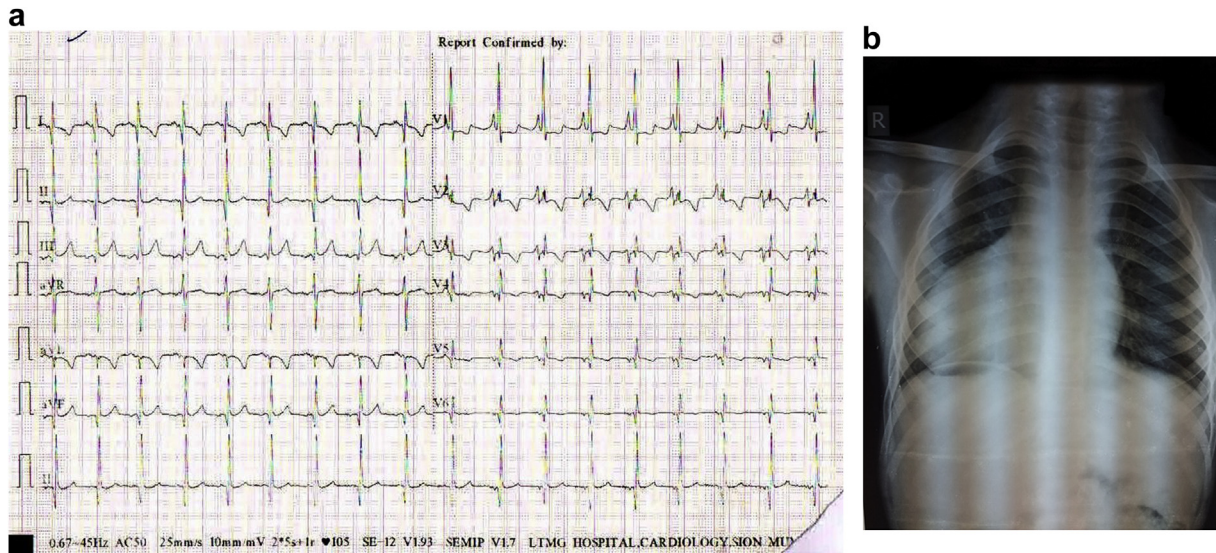 a
b
Report Confirmed by:
I
V1
II
V2
III
V3
aVR
V4
aVL
V5
aVF
V6
II
0.67~45Hz AC50 25mm/s 10mm/mV 2*5s+1r ♥105 SE-12 V1.93 SEMIP V1.7 LTMG HOSPITAL,CARDIOLOGY,SION
R